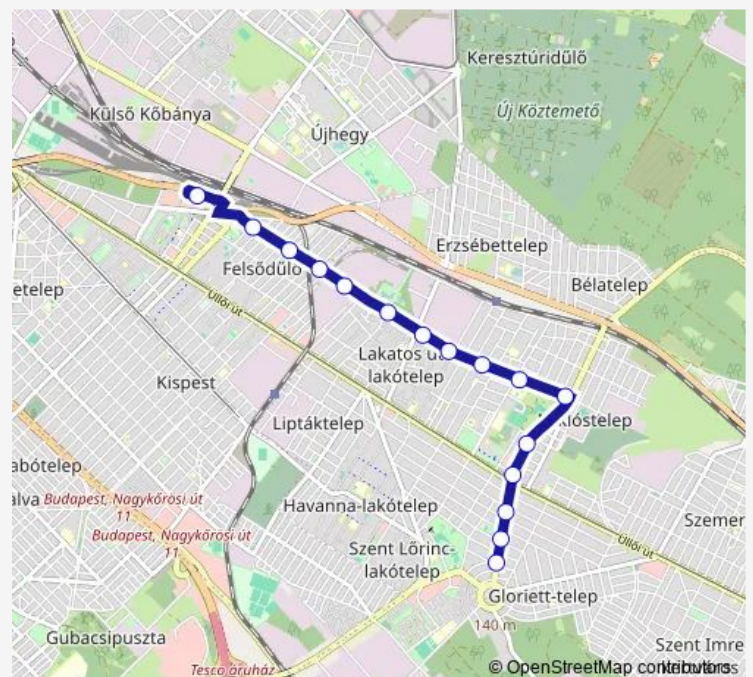 Keresztúridűlő
Külső Kőbánya
Új Köztemető
Újhegy
Erzsébettelep
Felsődűlő
Bélatelep
etelep
Üllői út
Lakatos ú
lakótelep
Kispest
Liptáktelep
klóstelep
abótelep
alva
Budapest, Nagykőrösi út
11
Havanna-lakótelep
Szemer
Budapest, Nagykőrösi út
11
Üllői út
Szent Lőrinc-
lakótelep
Gloriett-telep
140 m
Gubacsipuszta
Szent Imre
Tesco áruház
© OpenStreetMap contributors